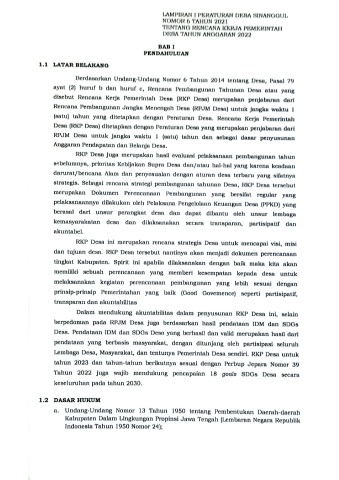 LAMPIRAN I PERATURAN DESA SINANGGUL
NOMOR 6 TAHUN 2021
TENTANG RENCANA KERJA PEMERINTAH
DESA TAHUN ANGGARAN 2022
BAB I
PENDAHULUAN
1.1 LATAR BELAKANG
Berdasarkan Undang-Undang Nomor 6 Tahun 2014 tentang Desa, Pasal 79
ayat (2) huruf b dan huruf c, Rencana Pembangunan Tahunan Desa atau yang
disebut Rencana Kerja Pemerintah Desa (RKP Desa) merupakan penjabaran dari
Rencana Pembangunan Jangka Menengah Desa (RPJM Desa) untuk jangka waktu 1
(satu) tahun yang ditetapkan dengan Peraturan Desa. Rencana Kerja Pemerintah
Desa (RKP Desa) ditetapkan dengan Peraturan Desa yang merupakan penjabaran dari
RPJM Desa untuk jangka waktu 1 (satu) tahun dan sebagai dasar penyusunan
Anggaran Pendapatan dan Belanja Desa.
RKP Desa juga merupakan hasil evaluasi pelaksanaan pembangunan tahun
sebelumnya, prioritas Kebijakan Supra Desa dan/atau hal-hal yang karena keadaan
darurat/bencana Alam dan penyesuaian dengan aturan desa terbaru yang sifatnya
strategis. Sebagai rencana strategi pembangunan tahunan Desa, RKP Desa tersebut
merupakan Dokumen Perencanaan Pembangunan yang bersifat regular yang
pelaksanaannya dilakukan oleh Pelaksana Pengelolaan Keuangan Desa (PPKD) yang
berasal dari unsur perangkat desa dan dapat dibantu oleh unsur lembaga
kemasyarakatan desa dan dilaksanakan secara transparan, partisipatif dan
akuntabel.
RKP Desa ini merupakan rencana strategis Desa untuk mencapai visi, misi
dan tujuan desa. RKP Desa tersebut nantinya akan menjadi dokumen perencanaan
tingkat Kabupaten. Spirit ini apabila dilaksanakan dengan baik maka kita akan
memiliki sebuah perencanaan yang memberi kesempatan kepada desa untuk
melaksanakan kegiatan perencanaan pembangunan yang lebih sesuai dengan
prinsip-prinsip Pemerintahan yang baik (Good Governence) seperti partisipatif,
transparan dan akuntabilitas
Dalam mendukung akuntabilitas dalam penyusunan RKP Desa ini, selain
berpedoman pada RPJM Desa juga berdasarkan hasil pendataan IDM dan SDGs
Desa. Pendataan IDM dan SDGs Desa yang berhasil dan valid merupakan hasil dari
pendataan yang berbasis masyarakat, dengan ditunjang oleh partisipasi seluruh
Lembaga Desa, Masyarakat, dan tentunya Pemerintah Desa sendiri. RKP Desa untuk
tahun 2023 dan tahun-tahun berikutnya sesuai dengan Perbup Jepara Nomor 39
Tahun 2022 juga wajib mendukung pencapaian 18 goals SDGs Desa secara
keseluruhan pada tahun 2030.
1.2 DASAR HUKUM
a. Undang-Undang Nomor 13 Tahun 1950 tentang Pembentukan Daerah-daerah
Kabupaten Dalam Lingkungan Propinsi Jawa Tengah (Lembaran Negara Republik
Indonesia Tahun 1950 Nomor 24);